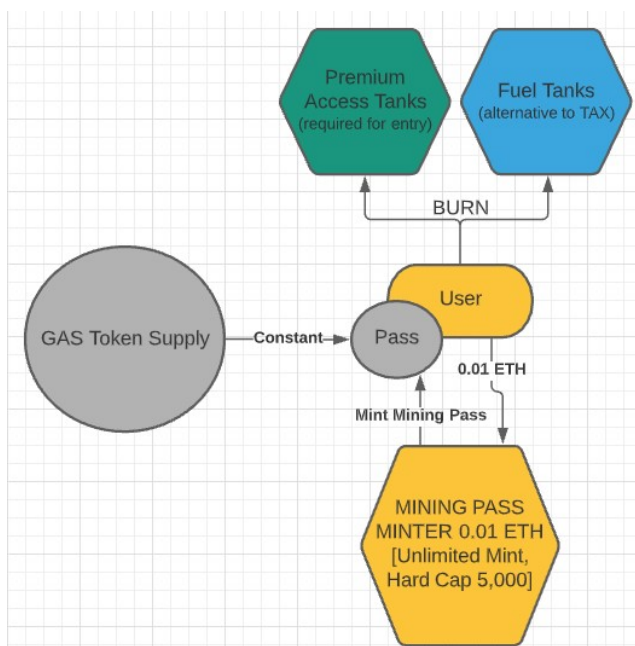 Premium
Access Tanks
(required for entry)
Fuel Tanks
(alternative to TAX)
BURN
User
GAS Token Supply
Constant
Pass
0.01 ETH
Mint Mining Pass
MINING PASS
MINTER 0.01 ETH
[Unlimited Mint,
Hard Cap 5,000]